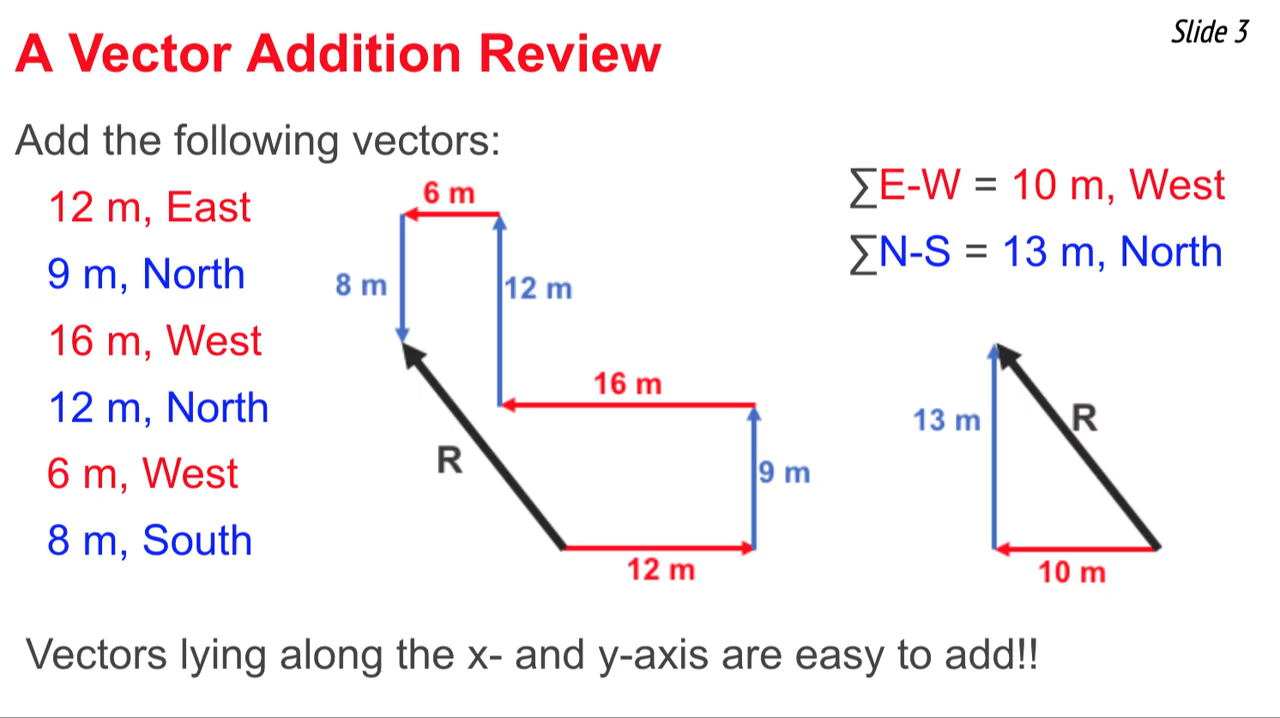 Slide 3
A Vector Addition Review
Add the following vectors:
12 m, East
9 m, North
16 m, West
12 m, North
6 m, West
8 m, South
6 m
8 m
12 m
16 m
R
9 m
12 m
∑E-W = 10 m, West
∑N-S = 13 m, North
13 m
R
10 m
Vectors lying along the x- and y-axis are easy to add!!